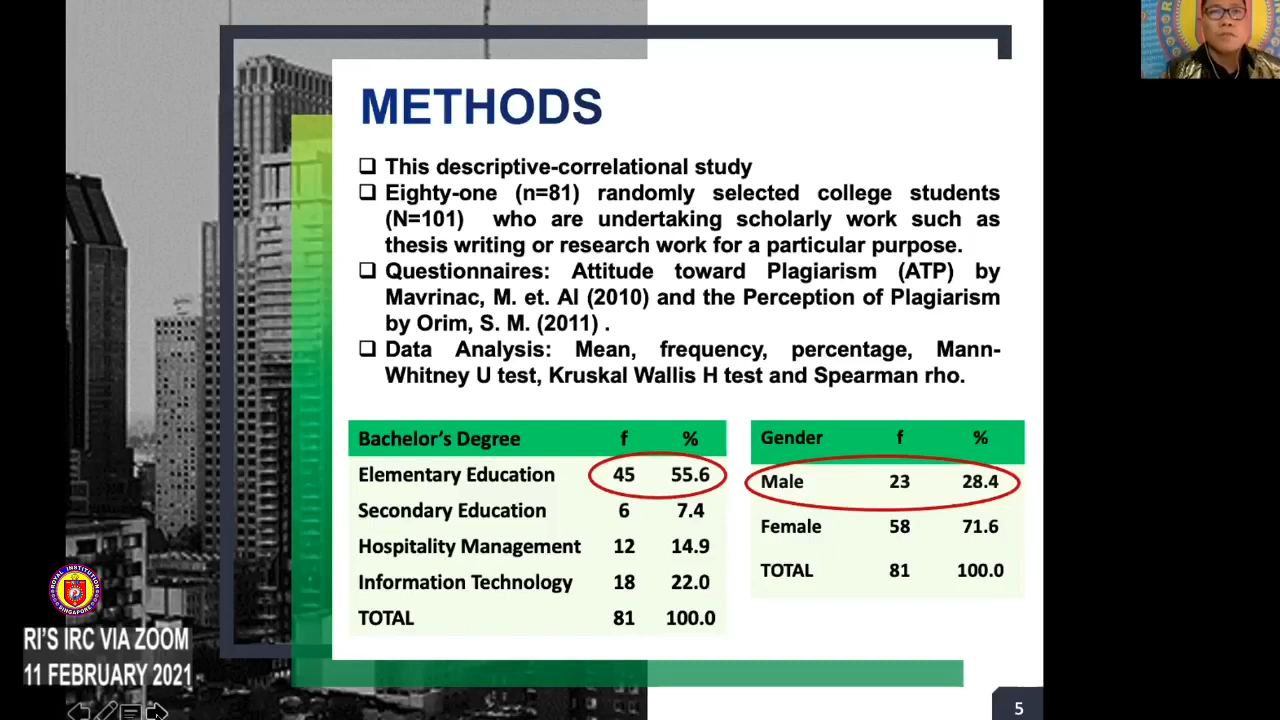 METHODS
❑ This descriptive-correlational study
❑ Eighty-one (n=81) randomly selected college students
(N=101) who are undertaking scholarly work such as
thesis writing or research work for a particular purpose.
❑ Questionnaires: Attitude toward Plagiarism (ATP) by
Mavrinac, M. et. Al (2010) and the Perception of Plagiarism
by Orim, S. M. (2011) .
❑ Data Analysis: Mean, frequency, percentage, Mann-
Whitney U test, Kruskal Wallis H test and Spearman rho.
Bachelor's Degree f %
Elementary Education 45 55.6
Secondary Education 6 7.4
Hospitality Management 12 14.9
Information Technology 18 22.0
TOTAL 81 100.0
Gender f %
Male 23 28.4
Female 58 71.6
TOTAL 81 100.0
ROYAL INSTITUTION
SINGAPORE
RI'S IRC VIA ZOOM
11 FEBRUARY 2021
5